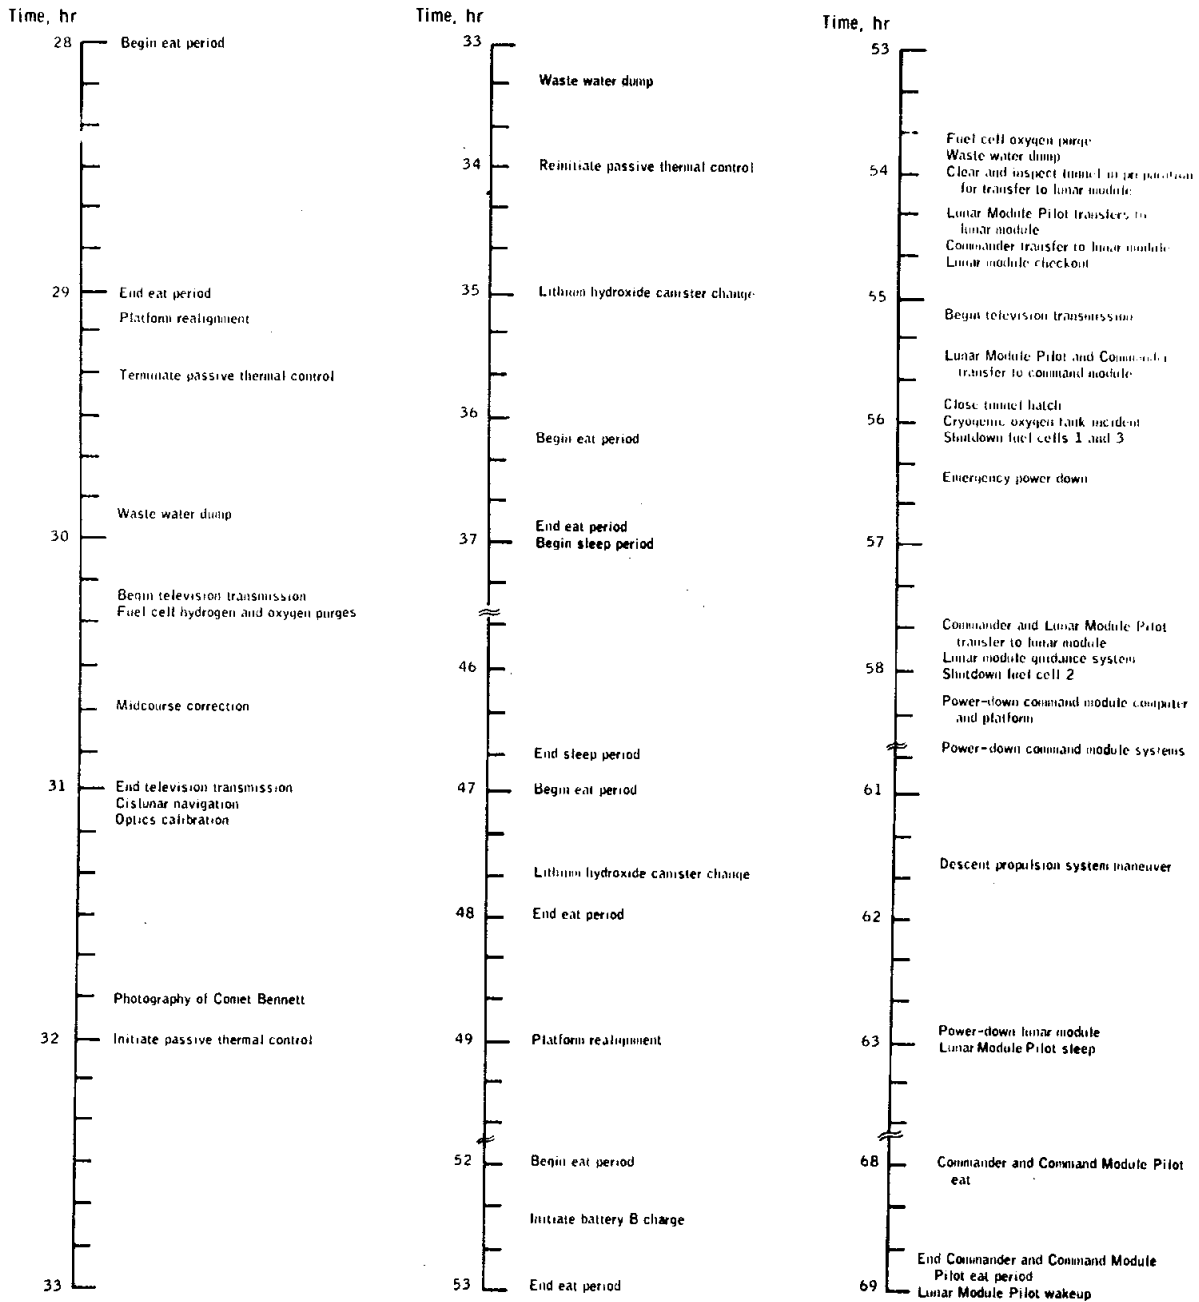 Time, hr
28 Begin eat period
29 End eat period
Platform realignment
Terminate passive thermal control
Waste water dump
30
Begin television transmission
Fuel cell hydrogen and oxygen purges
Midcourse correction
31 End television transmission
Cislunar navigation
Optics calibration
Photography of Comet Bennett
32 Initiate passive thermal control
33
Time, hr
33
Waste water dump
34 Reinitiate passive thermal control
35 Lithium hydroxide canister change
36
Begin eat period
End eat period
37 Begin sleep period
46
End sleep period
47 Begin eat period
Lithium hydroxide canister change
48 End eat period
49 Platform realignment
52 Begin eat period
Initiate battery B charge
53 End eat period
Time, hr
53
Fuel cell oxygen purge
Waste water dump
54 Clear and inspect tunnel in preparation
for transfer to lunar module
Lunar Module Pilot transfers to
lunar module
Commander transfer to lunar module
Lunar module checkout
55
Begin television transmission
Lunar Module Pilot and Commander
transfer to command module
Close tunnel hatch
56 Cryogenic oxygen tank incident
Shutdown fuel cells 1 and 3
Emergency power down
57
Commander and Lunar Module Pilot
transfer to lunar module
Lunar module guidance system
58 Shutdown fuel cell 2
Power-down command module computer
and platform
Power-down command module systems
61
Descent propulsion system maneuver
62
Power-down lunar module
63 Lunar Module Pilot sleep
68 Commander and Command Module Pilot
eat
End Commander and Command Module
Pilot eat period
69 Lunar Module Pilot wakeup